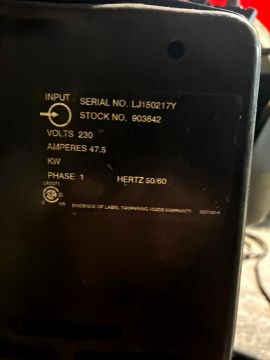 INPUT
SERIAL NO. LJ150217Y
STOCK NO. 903642
VOLTS 230
AMPERES 47.5
KW
PHASE 1 HERTZ 50/60
EVIDENCE OF LABEL TAMPERING VOIDS WARRANTY